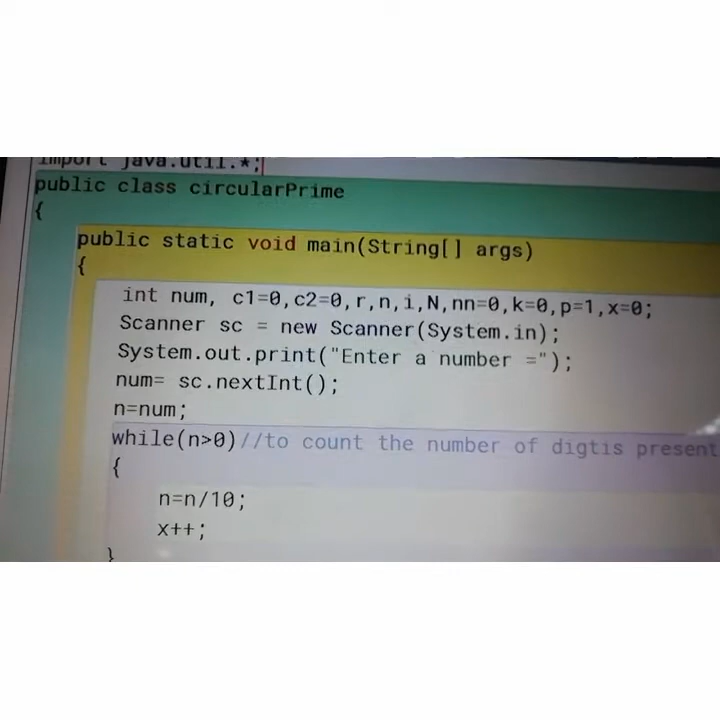 import java.util.*;
public class circularPrime
{
public static void main(String[] args)
{
int num, c1=0,c2=0,r,n,i,N,nn=0,k=0,p=1,x=0;
Scanner sc = new Scanner(System.in);
System.out.print("Enter a number =");
num= sc.nextInt();
n=num;
while(n>0)//to count the number of digtis present
{
n=n/10;
x++;
}